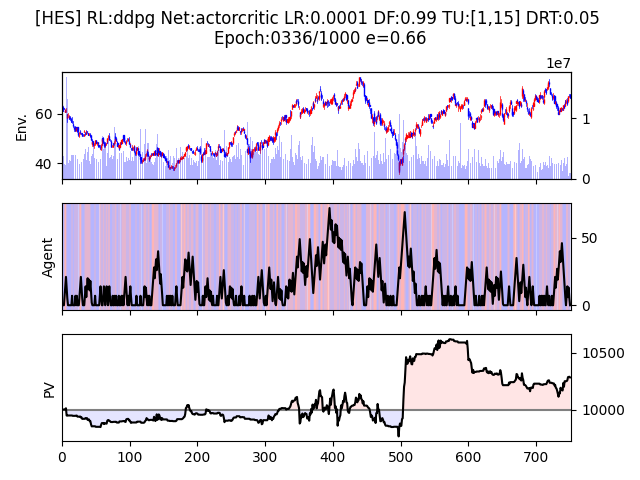 [HES] RL:ddpg Net:actorcritic LR:0.0001 DF:0.99 TU:[1,15] DRT:0.05
Epoch:0336/1000 e=0.66
1e7
Env.
60
40
1
0
Agent
50
0
PV
10500
10000
0 100 200 300 400 500 600 700